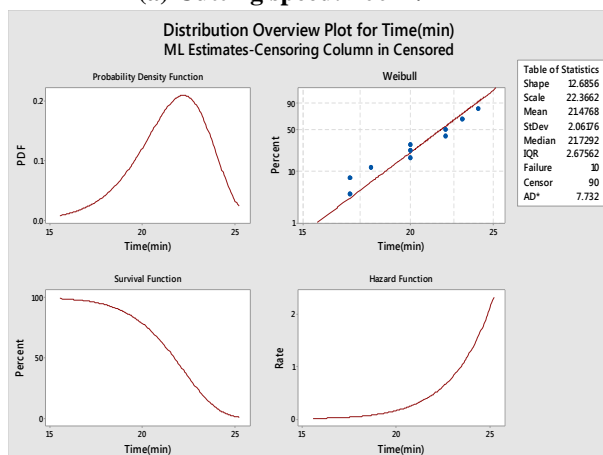 Distribution Overview Plot for Time(min)
ML Estimates-Censoring Column in Censored
Probability Density Function
PDF
0.2
0.1
0.0
15 20 25
Time(min)
Weibull
Percent
90
50
10
1
15 20 25
Time(min)
Table of Statistics
Shape 12.6856
Scale 22.3662
Mean 21.4768
StDev 2.06176
Median 21.7292
IQR 2.67562
Failure 10
Censor 90
AD* 7.732
Survival Function
Percent
100
50
0
15 20 25
Time(min)
Hazard Function
Rate
2
1
0
15 20 25
Time(min)